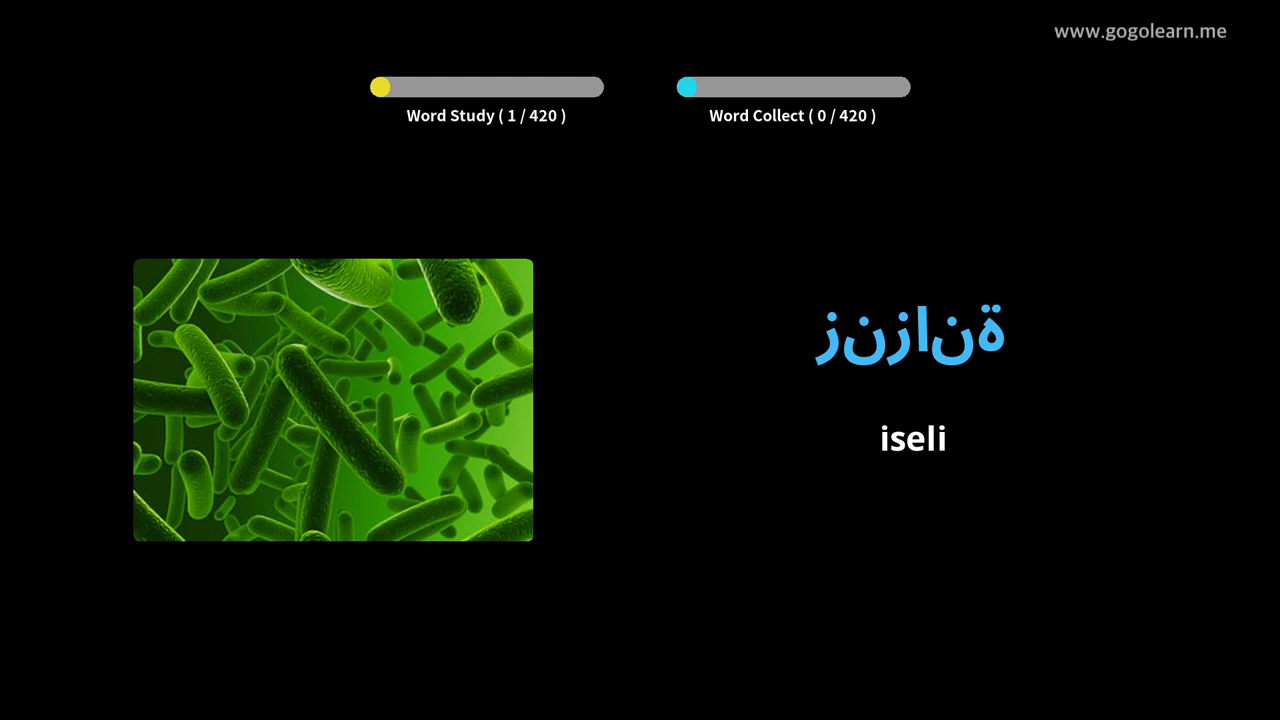 www.gogolearn.me
Word Study ( 1 / 420 )
Word Collect ( 0 / 420 )
زنزانة
iseli